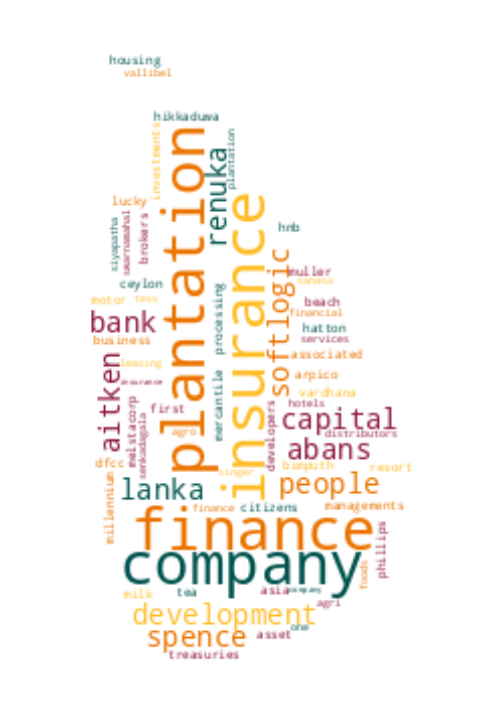 housing
vallibel
hikkaduwa
plantation
investments
renuka
plantation
lucky
siyapatha
swarnamahal
brokers
insurance
hnb
softlogic
muller
sanasa
ceylon
motor
tess
beach
financial
bank
hatton
services
business
processing
associated
aitken
leasing
insurance
mercantile
arpico
vardhana
melstacorp
senkadagala
first
hotels
capital
distributors
agro
developers
abans
dfcc
singer
bimputh
resort
millennium
lanka
people
finance
citizens
managements
finance
phillips
company
foods
milk
tea
asia
company
agri
development
one
spence
asset
treasuries